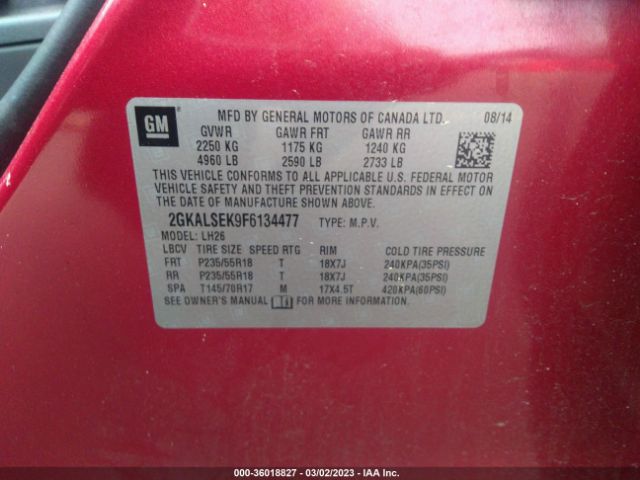 GM
MFD BY GENERAL MOTORS OF CANADA LTD. 08/14
GVWR GAWR FRT GAWR RR
2250 KG 1175 KG 1240 KG
4960 LB 2590 LB 2733 LB
THIS VEHICLE CONFORMS TO ALL APPLICABLE U.S. FEDERAL MOTOR
VEHICLE SAFETY AND THEFT PREVENTION STANDARDS IN EFFECT ON
THE DATE OF MANUFACTURE SHOWN ABOVE.
2GKALSEK9F6134477 TYPE: M.P.V.
MODEL: LH26
LBCV TIRE SIZE SPEED RTG RIM COLD TIRE PRESSURE
FRT P235/55R18 T 18X7J 240KPA(35PSI)
RR P235/55R18 T 18X7J 240KPA(35PSI)
SPA T145/70R17 M 17X4.5T 420KPA(60PSI)
SEE OWNER'S MANUAL FOR MORE INFORMATION.
000-36018827 - 03/02/2023 - IAA Inc.